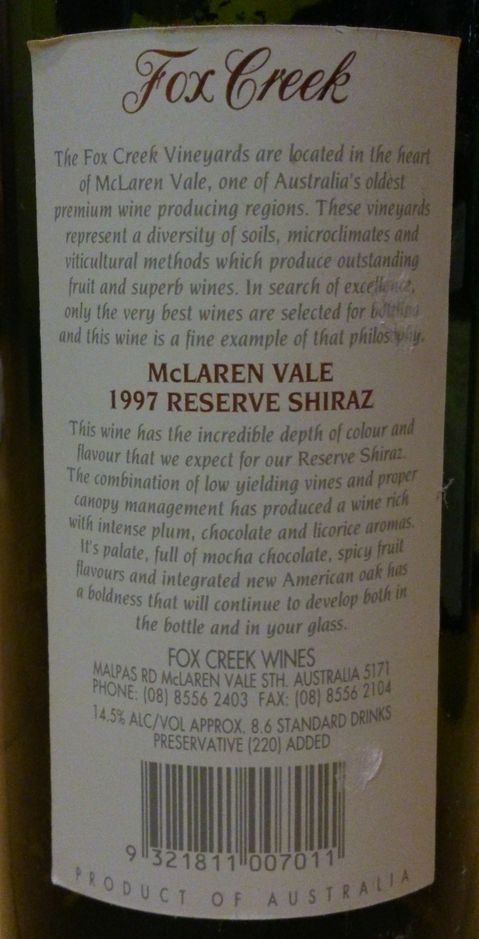 Fox Creek
The Fox Creek Vineyards are located in the heart
of McLaren Vale, one of Australia's oldest
premium wine producing regions. These vineyards
represent a diversity of soils, microclimates and
viticultural methods which produce outstanding
fruit and superb wines. In search of excellence,
only the very best wines are selected for bottling
and this wine is a fine example of that philosophy.
McLAREN VALE
1997 RESERVE SHIRAZ
This wine has the incredible depth of colour and
flavour that we expect for our Reserve Shiraz.
The combination of low yielding vines and proper
canopy management has produced a wine rich
with intense plum, chocolate and licorice aromas.
It's palate, full of mocha chocolate, spicy fruit
flavours and integrated new American oak has
a boldness that will continue to develop both in
the bottle and in your glass.
FOX CREEK WINES
MALPAS RD McLAREN VALE STH. AUSTRALIA 5171
PHONE: (08) 8556 2403 FAX: (08) 8556 2104
14.5% ALC/VOL APPROX. 8.6 STANDARD DRINKS
PRESERVATIVE (220) ADDED
9 321811 007011
PRODUCT OF AUSTRALIA